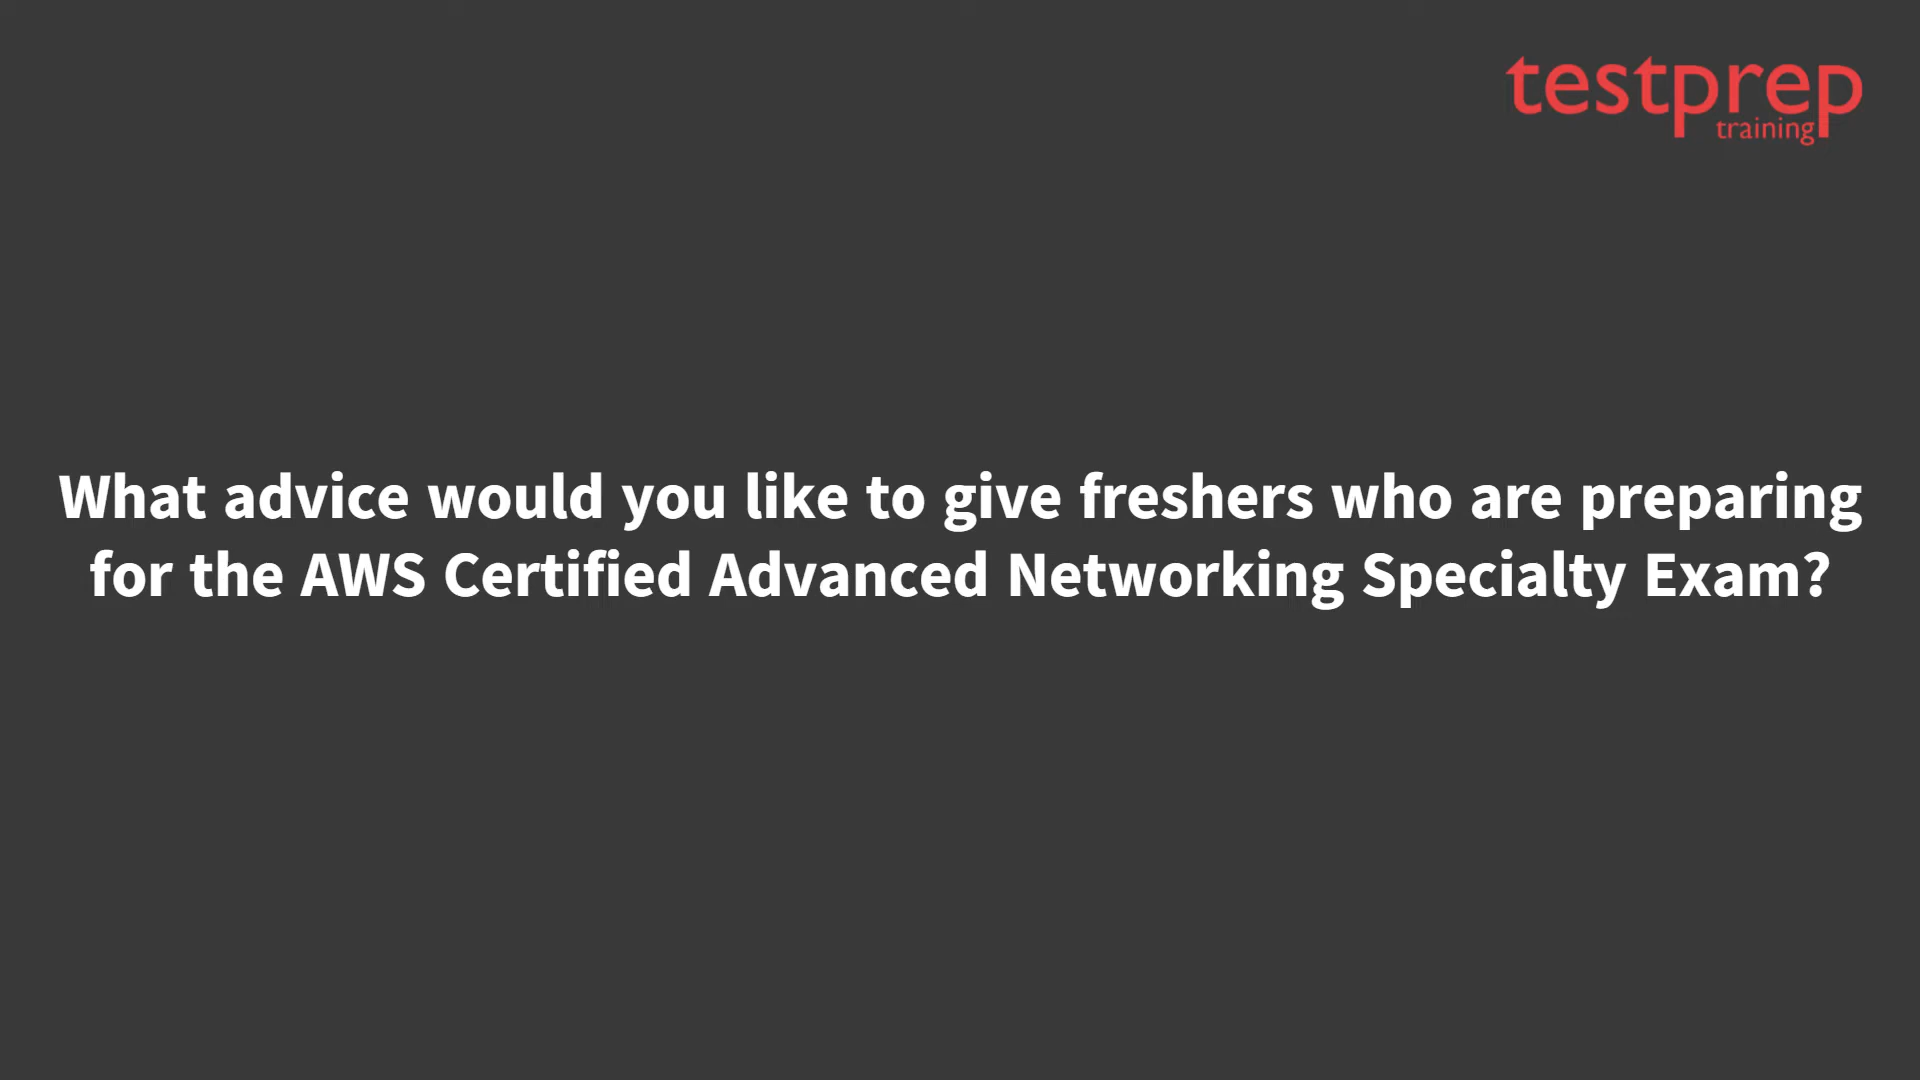 testprep
training
What advice would you like to give freshers who are preparing
for the AWS Certified Advanced Networking Specialty Exam?